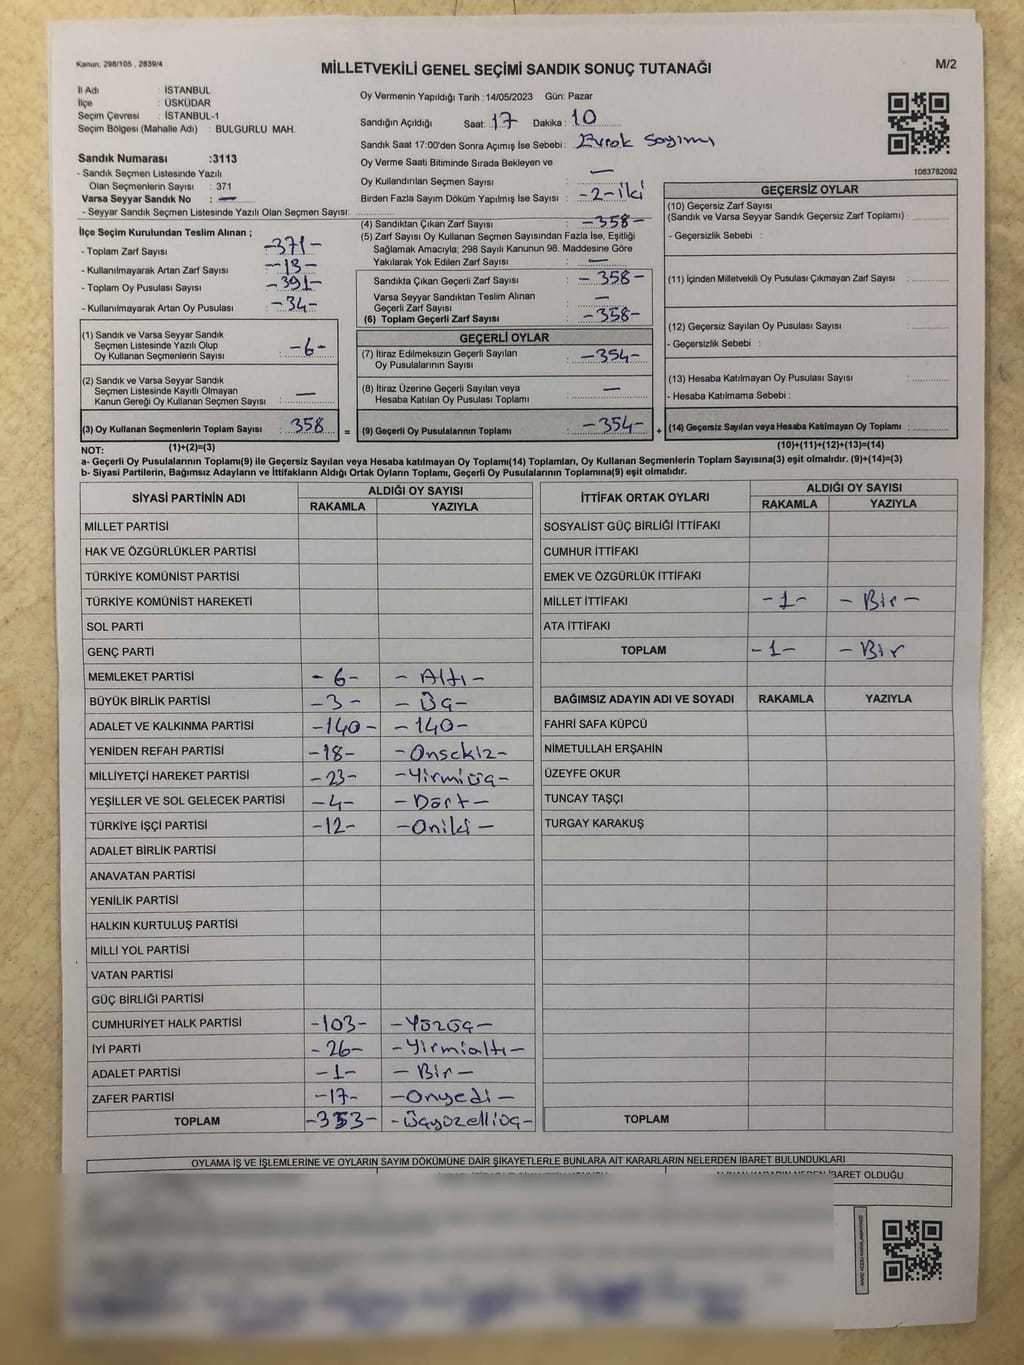 Kanun: 298/105 , 2839/4
MİLLETVEKİLİ GENEL SEÇİMİ SANDIK SONUÇ TUTANAĞI
M/2
İl Adı : İSTANBUL
İlçe : ÜSKÜDAR
Seçim Çevresi : İSTANBUL-1
Seçim Bölgesi (Mahalle Adı) : BULGURLU MAH.
Sandık Numarası :3113
- Sandık Seçmen Listesinde Yazılı
Olan Seçmenlerin Sayısı : 371
Varsa Seyyar Sandık No : —
- Seyyar Sandık Seçmen Listesinde Yazılı Olan Seçmen Sayısı:
İlçe Seçim Kurulundan Teslim Alınan ;
- Toplam Zarf Sayısı : -371-
- Kullanılmayarak Artan Zarf Sayısı : -13-
- Toplam Oy Pusulası Sayısı : -391-
- Kullanılmayarak Artan Oy Pusulası : -34-
(1) Sandık ve Varsa Seyyar Sandık
Seçmen Listesinde Yazılı Olup
Oy Kullanan Seçmenlerin Sayısı : -6-
(2) Sandık ve Varsa Seyyar Sandık
Seçmen Listesinde Kayıtlı Olmayan
Kanun Gereği Oy Kullanan Seçmen Sayısı : —
(3) Oy Kullanan Seçmenlerin Toplam Sayısı : 358 =
(1)+(2)=(3)
Oy Vermenin Yapıldığı Tarih :14/05/2023 Gün: Pazar
Sandığın Açıldığı Saat: 17 Dakika: 10
Sandık Saat 17:00'den Sonra Açımış İse Sebebi: Evrak Sayımı
Oy Verme Saati Bitiminde Sırada Bekleyen ve
Oy Kullandırılan Seçmen Sayısı : —
Birden Fazla Sayım Döküm Yapılmış İse Sayısı : -2-iki
(4) Sandıktan Çıkan Zarf Sayısı : -358-
(5) Zarf Sayısı Oy Kullanan Seçmen Sayısından Fazla İse, Eşitliği
Sağlamak Amacıyla; 298 Sayılı Kanunun 98. Maddesine Göre
Yakılarak Yok Edilen Zarf Sayısı : —
Sandıkta Çıkan Geçerli Zarf Sayısı : -358-
Varsa Seyyar Sandıktan Teslim Alınan
Geçerli Zarf Sayısı : —
(6) Toplam Geçerli Zarf Sayısı : -358-
GEÇERLİ OYLAR
(7) İtiraz Edilmeksizin Geçerli Sayılan
Oy Pusulalarının Sayısı : -354-
(8) İtiraz Üzerine Geçerli Sayılan veya
Hesaba Katılan Oy Pusulası Toplamı : —
(9) Geçerli Oy Pusulalarının Toplamı : -354- +
1083782092
GEÇERSİZ OYLAR
(10) Geçersiz Zarf Sayısı
(Sandık ve Varsa Seyyar Sandık Geçersiz Zarf Toplamı) :
- Geçersizlik Sebebi :
(11) İçinden Milletvekili Oy Pusulası Çıkmayan Zarf Sayısı :
(12) Geçersiz Sayılan Oy Pusulası Sayısı :
- Geçersizlik Sebebi :
(13) Hesaba Katılmayan Oy Pusulası Sayısı :
- Hesaba Katılmama Sebebi :
(14) Geçersiz Sayılan veya Hesaba Katılmayan Oy Toplamı :
(10)+(11)+(12)+(13)=(14)
NOT:
a- Geçerli Oy Pusulasının Toplamı(9) ile Geçersiz Sayılan veya Hesaba katılmayan Oy Toplamı(14) Toplamları, Oy Kullanan Seçmenlerin Toplam Sayısına(3) eşit olmalıdır. (9)+(14)=(3)
b- Siyasi Partilerin, Bağımsız Adayların ve İttifakların Aldığı Ortak Oyların Toplamı, Geçerli Oy Pusulalarının Toplamına(9) eşit olmalıdır.
SİYASİ PARTİNİN ADI ALDIĞI OY SAYISI
RAKAMLA YAZIYLA
MİLLET PARTİSİ
HAK VE ÖZGÜRLÜKLER PARTİSİ
TÜRKİYE KOMÜNİST PARTİSİ
TÜRKİYE KOMÜNİST HAREKETİ
SOL PARTİ
GENÇ PARTİ
MEMLEKET PARTİSİ -6- -Altı-
BÜYÜK BİRLİK PARTİSİ -3- -Üç-
ADALET VE KALKINMA PARTİSİ -140- -140-
YENİDEN REFAH PARTİSİ -18- -Onsekiz-
MİLLİYETÇİ HAREKET PARTİSİ -23- -Yirmiüç-
YEŞİLLER VE SOL GELECEK PARTİSİ -4- -Dört-
TÜRKİYE İŞÇİ PARTİSİ -12- -Oniki-
ADALET BİRLİK PARTİSİ
ANAVATAN PARTİSİ
YENİLİK PARTİSİ
HALKIN KURTULUŞ PARTİSİ
MİLLİ YOL PARTİSİ
VATAN PARTİSİ
GÜÇ BİRLİĞİ PARTİSİ
CUMHURİYET HALK PARTİSİ -103- -Yüzüç-
İYİ PARTİ -26- -Yirmialtı-
ADALET PARTİSİ -1- -Bir-
ZAFER PARTİSİ -17- -Onyedi-
TOPLAM -353- -Üçyüzelliüç-
İTTİFAK ORTAK OYLARI ALDIĞI OY SAYISI
RAKAMLA YAZIYLA
SOSYALİST GÜÇ BİRLİĞİ İTTİFAKI
CUMHUR İTTİFAKI
EMEK VE ÖZGÜRLÜK İTTİFAKI
MİLLET İTTİFAKI -1- -Bir-
ATA İTTİFAKI
TOPLAM -1- -Bir
BAĞIMSIZ ADAYIN ADI VE SOYADI RAKAMLA YAZIYLA
FAHRİ SAFA KÜPCÜ
NİMETULLAH ERŞAHİN
ÜZEYFE OKUR
TUNCAY TAŞÇI
TURGAY KARAKUŞ
TOPLAM
OYLAMA İŞ VE İŞLEMLERİNE VE OYLARIN SAYIM DÖKÜMÜNE DAİR ŞİKAYETLERLE BUNLARA AİT KARARLARIN NELERDEN İBARET BULUNDUKLARI
İBARET OLDUĞU